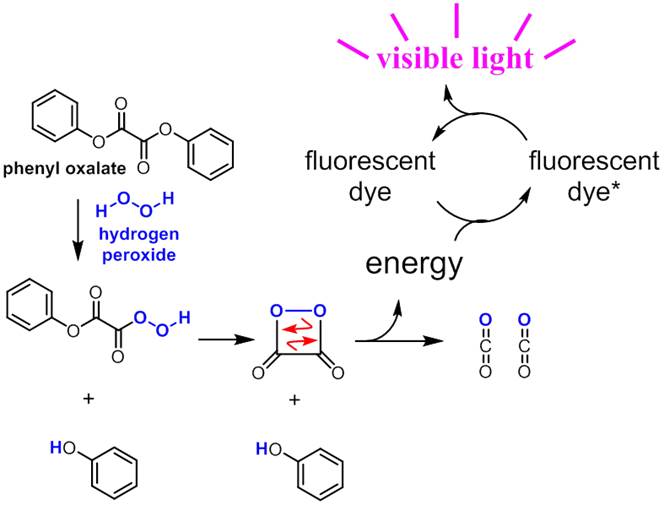 visible light
O
O
O
O
phenyl oxalate
H O O H
hydrogen
peroxide
fluorescent
dye
fluorescent
dye*
energy
O
O
O
O O H
O O
O O
O O
C C
O O
+
+
HO
HO